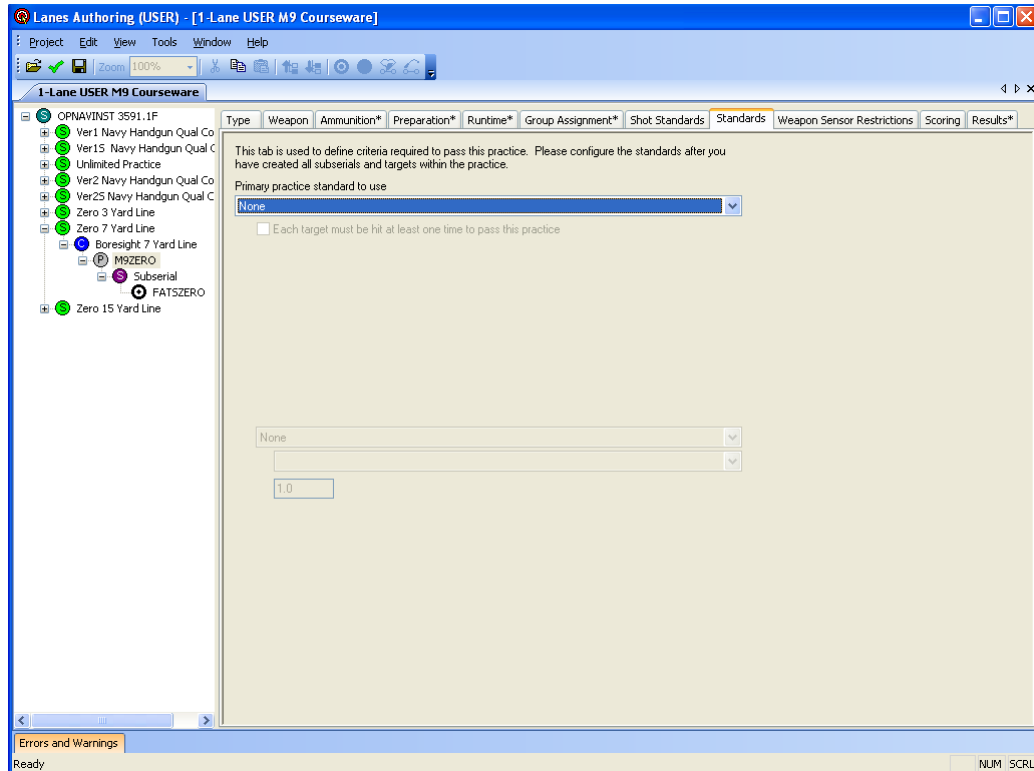 Lanes Authoring (USER) - [1-Lane USER M9 Courseware]
Project Edit View Tools Window Help
Zoom 100%
1-Lane USER M9 Courseware
OPNAVINST 3591.1F
Ver1 Navy Handgun Qual Co
Ver1S Navy Handgun Qual C
Unlimited Practice
Ver2 Navy Handgun Qual Co
Ver2S Navy Handgun Qual C
Zero 3 Yard Line
Zero 7 Yard Line
C Boresight 7 Yard Line
P M9ZERO
S Subserial
FATSZERO
Zero 15 Yard Line
Type Weapon Ammunition* Preparation* Runtime* Group Assignment* Shot Standards Standards Weapon Sensor Restrictions Scoring Results*
This tab is used to define criteria required to pass this practice. Please configure the standards after you
have created all subserials and targets within the practice.
Primary practice standard to use
None
Each target must be hit at least one time to pass this practice
None
1.0
Errors and Warnings
Ready NUM SCRL